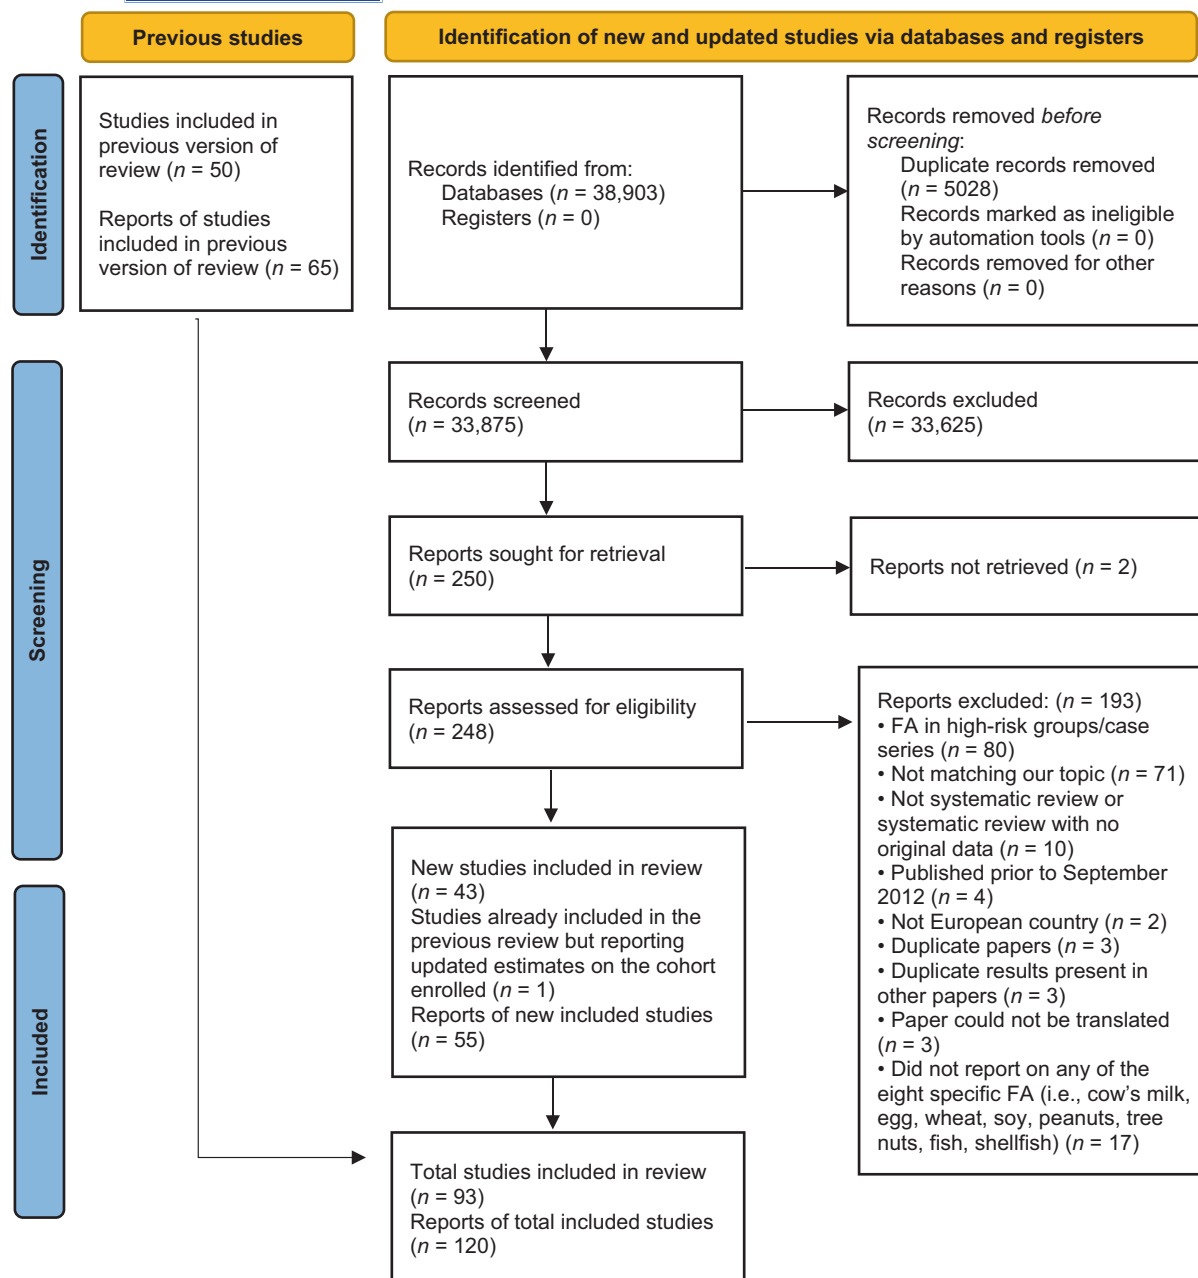 Previous studies
Identification of new and updated studies via databases and registers
Identification
Studies included in
previous version of
review (n = 50)
Reports of studies
included in previous
version of review (n = 65)
Records identified from:
Databases (n = 38,903)
Registers (n = 0)
Records removed before
screening:
Duplicate records removed
(n = 5028)
Records marked as ineligible
by automation tools (n = 0)
Records removed for other
reasons (n = 0)
Screening
Records screened
(n = 33,875)
Records excluded
(n = 33,625)
Reports sought for retrieval
(n = 250)
Reports not retrieved (n = 2)
Reports assessed for eligibility
(n = 248)
Reports excluded: (n = 193)
• FA in high-risk groups/case
series (n = 80)
• Not matching our topic (n = 71)
• Not systematic review or
systematic review with no
original data (n = 10)
• Published prior to September
2012 (n = 4)
• Not European country (n = 2)
• Duplicate papers (n = 3)
• Duplicate results present in
other papers (n = 3)
• Paper could not be translated
(n = 3)
• Did not report on any of the
eight specific FA (i.e., cow's milk,
egg, wheat, soy, peanuts, tree
nuts, fish, shellfish) (n = 17)
Included
New studies included in review
(n = 43)
Studies already included in the
previous review but reporting
updated estimates on the cohort
enrolled (n = 1)
Reports of new included studies
(n = 55)
Total studies included in review
(n = 93)
Reports of total included studies
(n = 120)